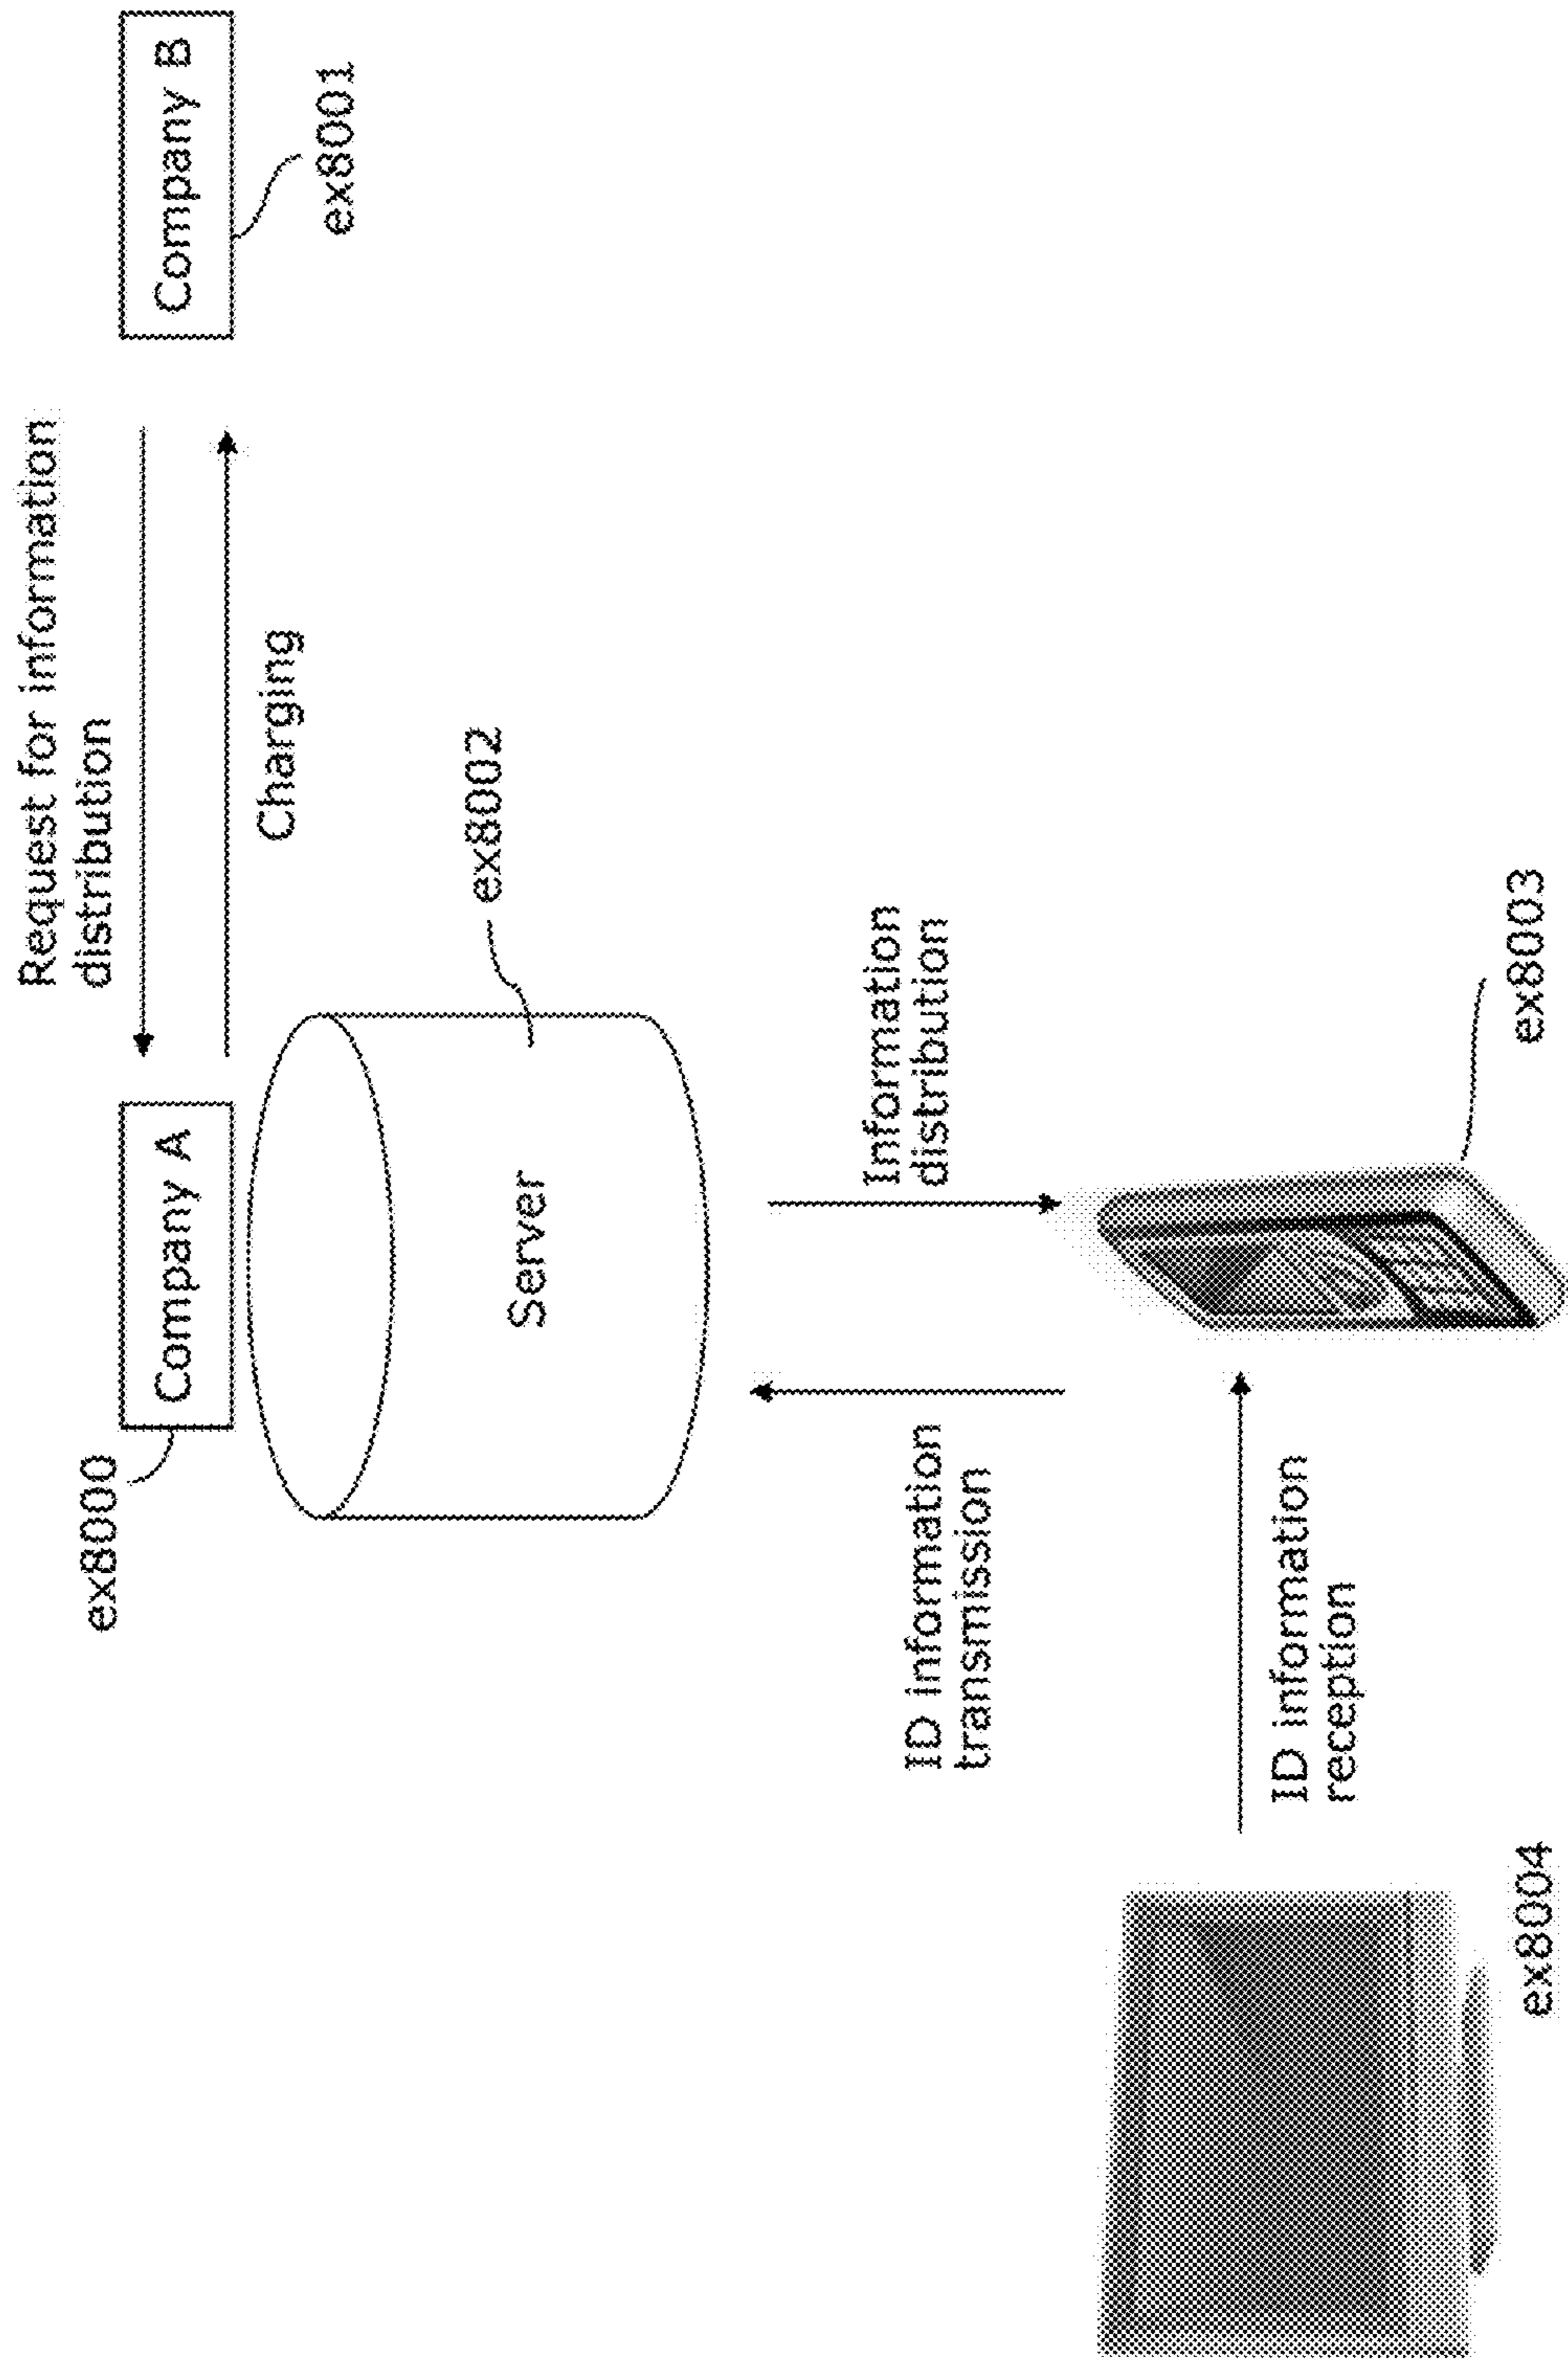 Request for information
distribution
Company A
Company B
ex8000
Charging
ex8001
ex8002
Server
Information
distribution
ID information
transmission
ID information
reception
ex8003
ex8004